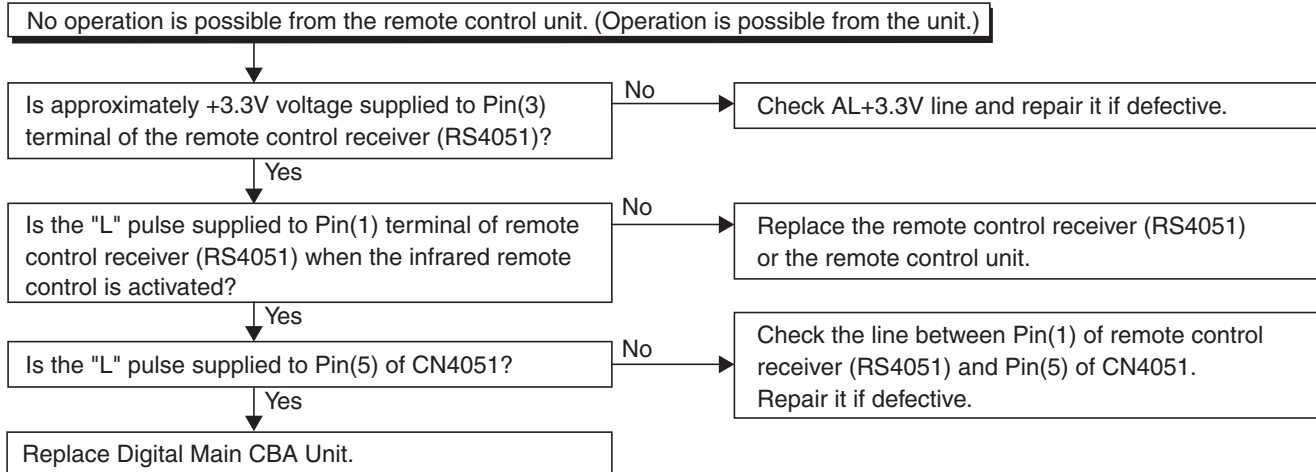 No operation is possible from the remote control unit. (Operation is possible from the unit.)
Is approximately +3.3V voltage supplied to Pin(3)
terminal of the remote control receiver (RS4051)?
No
Check AL+3.3V line and repair it if defective.
Yes
Is the "L" pulse supplied to Pin(1) terminal of remote
control receiver (RS4051) when the infrared remote
control is activated?
No
Replace the remote control receiver (RS4051)
or the remote control unit.
Yes
Is the "L" pulse supplied to Pin(5) of CN4051?
No
Check the line between Pin(1) of remote control
receiver (RS4051) and Pin(5) of CN4051.
Repair it if defective.
Yes
Replace Digital Main CBA Unit.